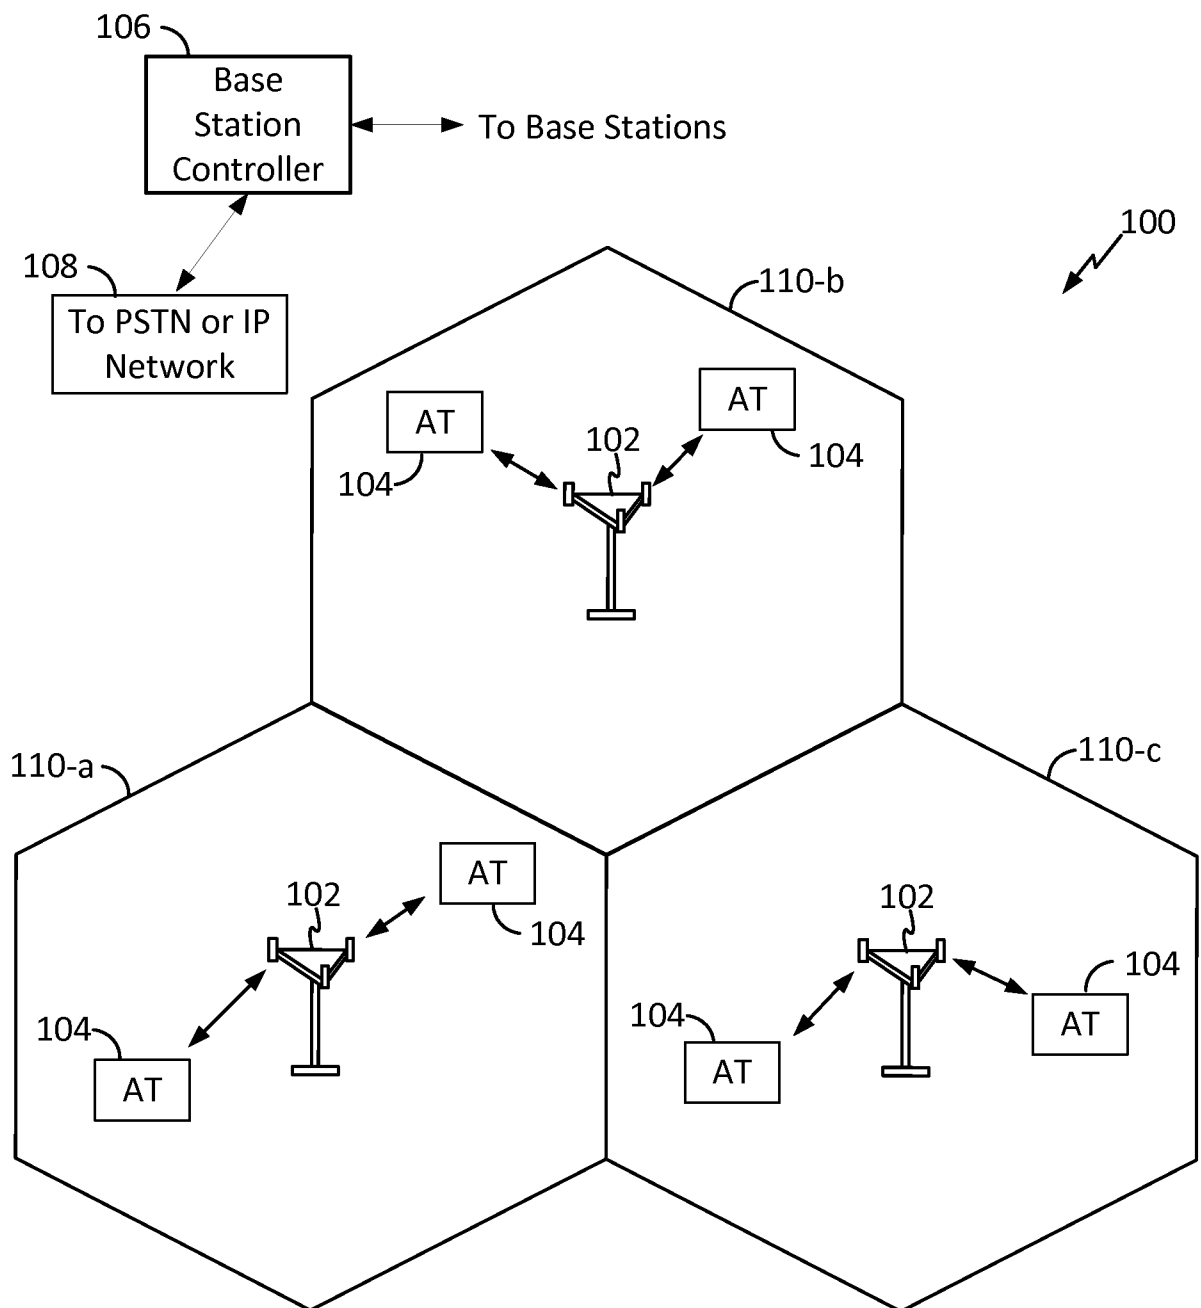 106
Base
Station
Controller
To Base Stations
100
108
To PSTN or IP
Network
110-b
AT
AT
102
104
104
110-a
110-c
AT
102
104
102
104
104
104
AT
AT
AT